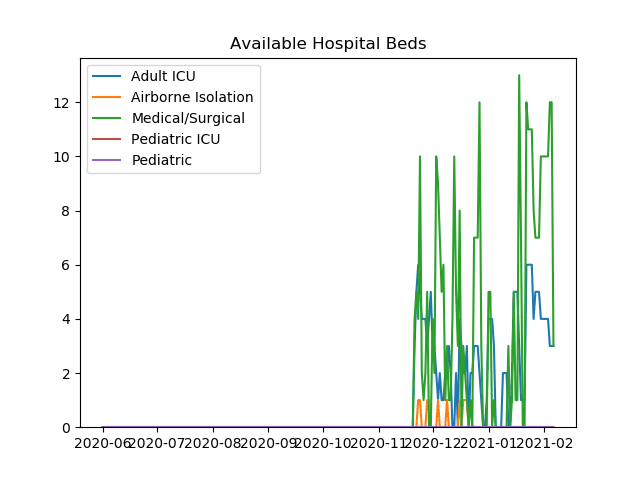 Available Hospital Beds
Adult ICU
Airborne Isolation
Medical/Surgical
Pediatric ICU
Pediatric
12
10
8
6
4
2
0
2020-06 2020-07 2020-08 2020-09 2020-10 2020-11 2020-12 2021-01 2021-02